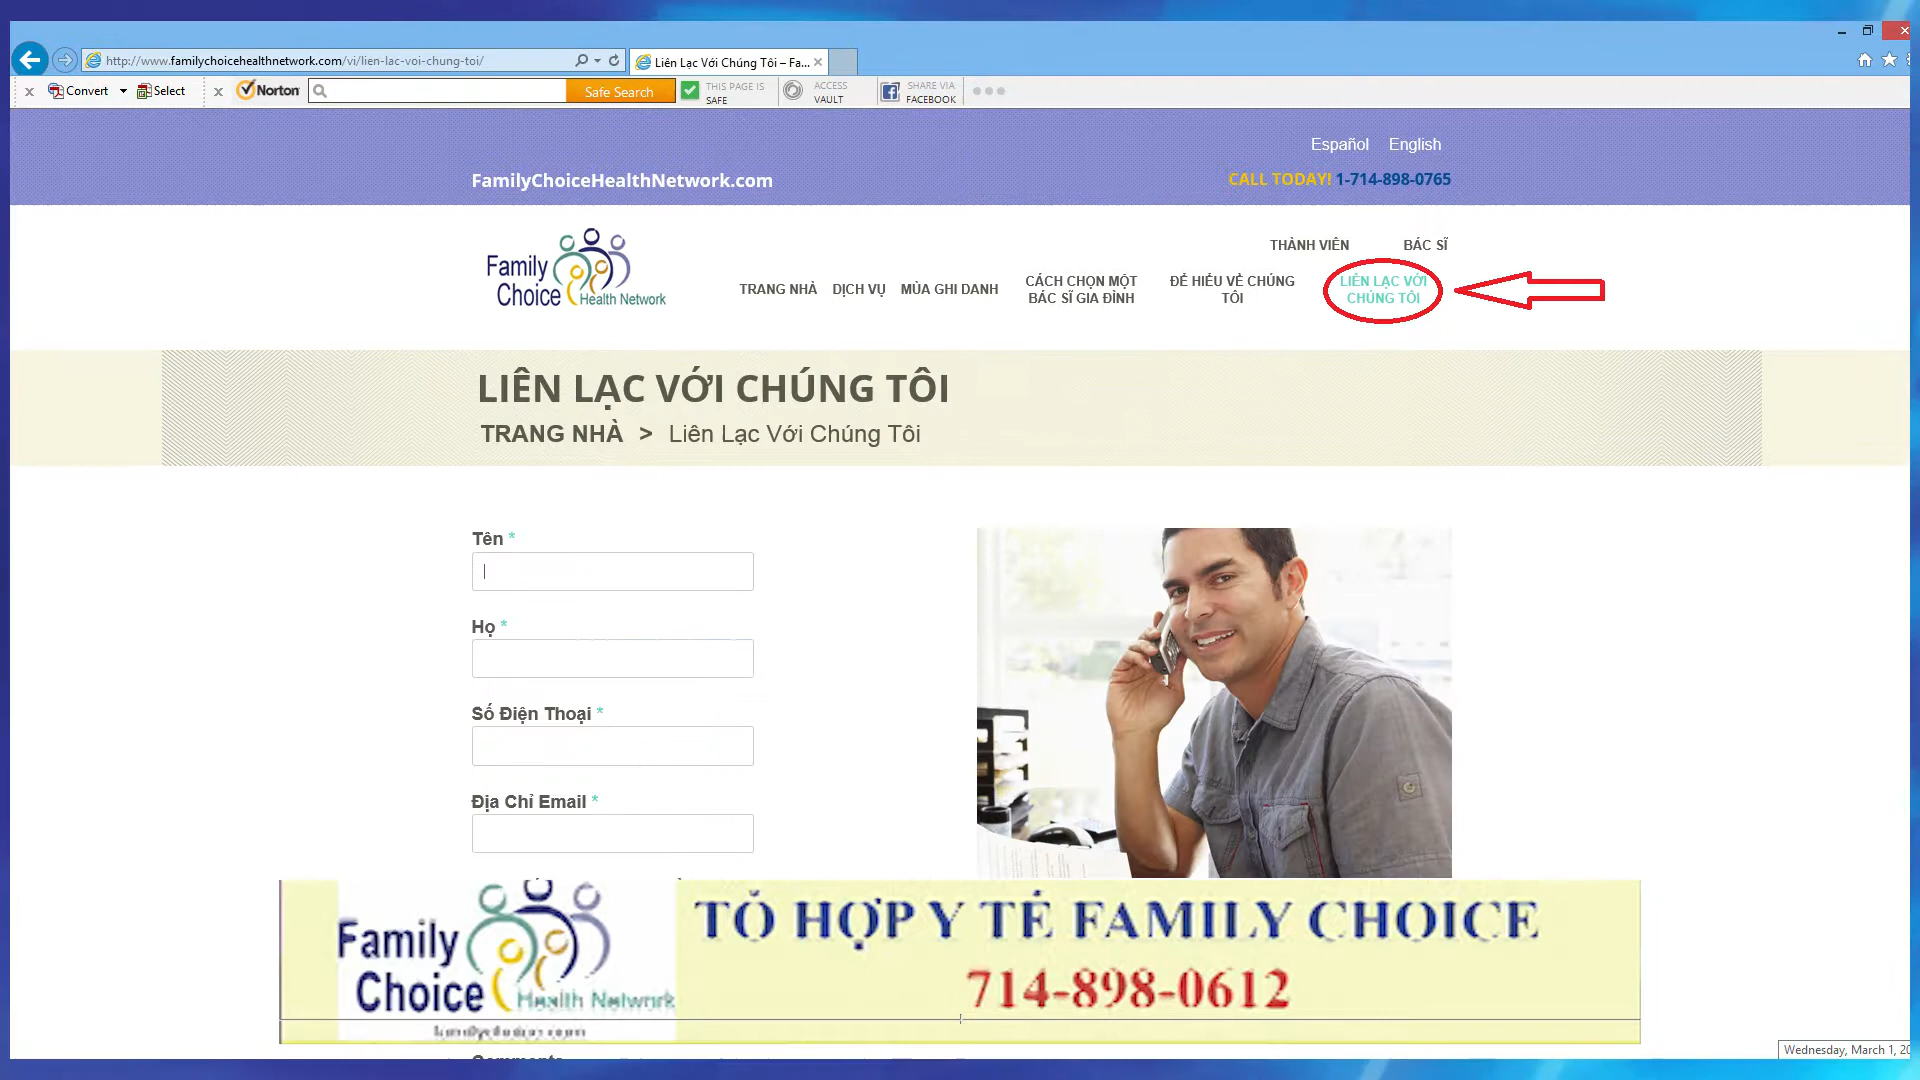 http://www.familychoicehealthnetwork.com/vi/lien-lac-voi-chung-toi/
Liên Lạc Với Chúng Tôi – Fa...
Convert
Select
Norton
Safe Search
THIS PAGE IS
SAFE
ACCESS
VAULT
SHARE VIA
FACEBOOK
Español English
FamilyChoiceHealthNetwork.com
CALL TODAY! 1-714-898-0765
THÀNH VIÊN BÁC SĨ
Family
Choice Health Network
TRANG NHÀ DỊCH VỤ MÙA GHI DANH
CÁCH CHỌN MỘT
BÁC SĨ GIA ĐÌNH
ĐỂ HIỂU VỀ CHÚNG
TÔI
LIÊN LẠC VỚI
CHÚNG TÔI
LIÊN LẠC VỚI CHÚNG TÔI
TRANG NHÀ > Liên Lạc Với Chúng Tôi
Tên *
Họ *
Số Điện Thoại *
Địa Chỉ Email *
TỔ HỢP Y TẾ FAMILY CHOICE
Family
Choice Health Network
714-898-0612
Comments
Wednesday, March 1, 20